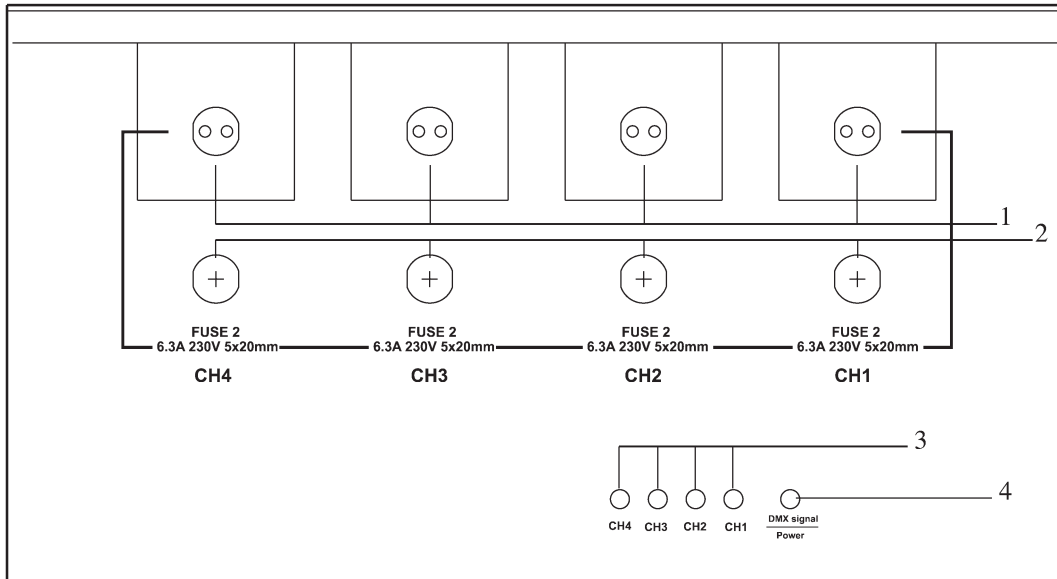 1
2
FUSE 2 FUSE 2 FUSE 2 FUSE 2
6.3A 230V 5x20mm 6.3A 230V 5x20mm 6.3A 230V 5x20mm 6.3A 230V 5x20mm
CH4 CH3 CH2 CH1
3
4
CH4 CH3 CH2 CH1 DMX signal
Power